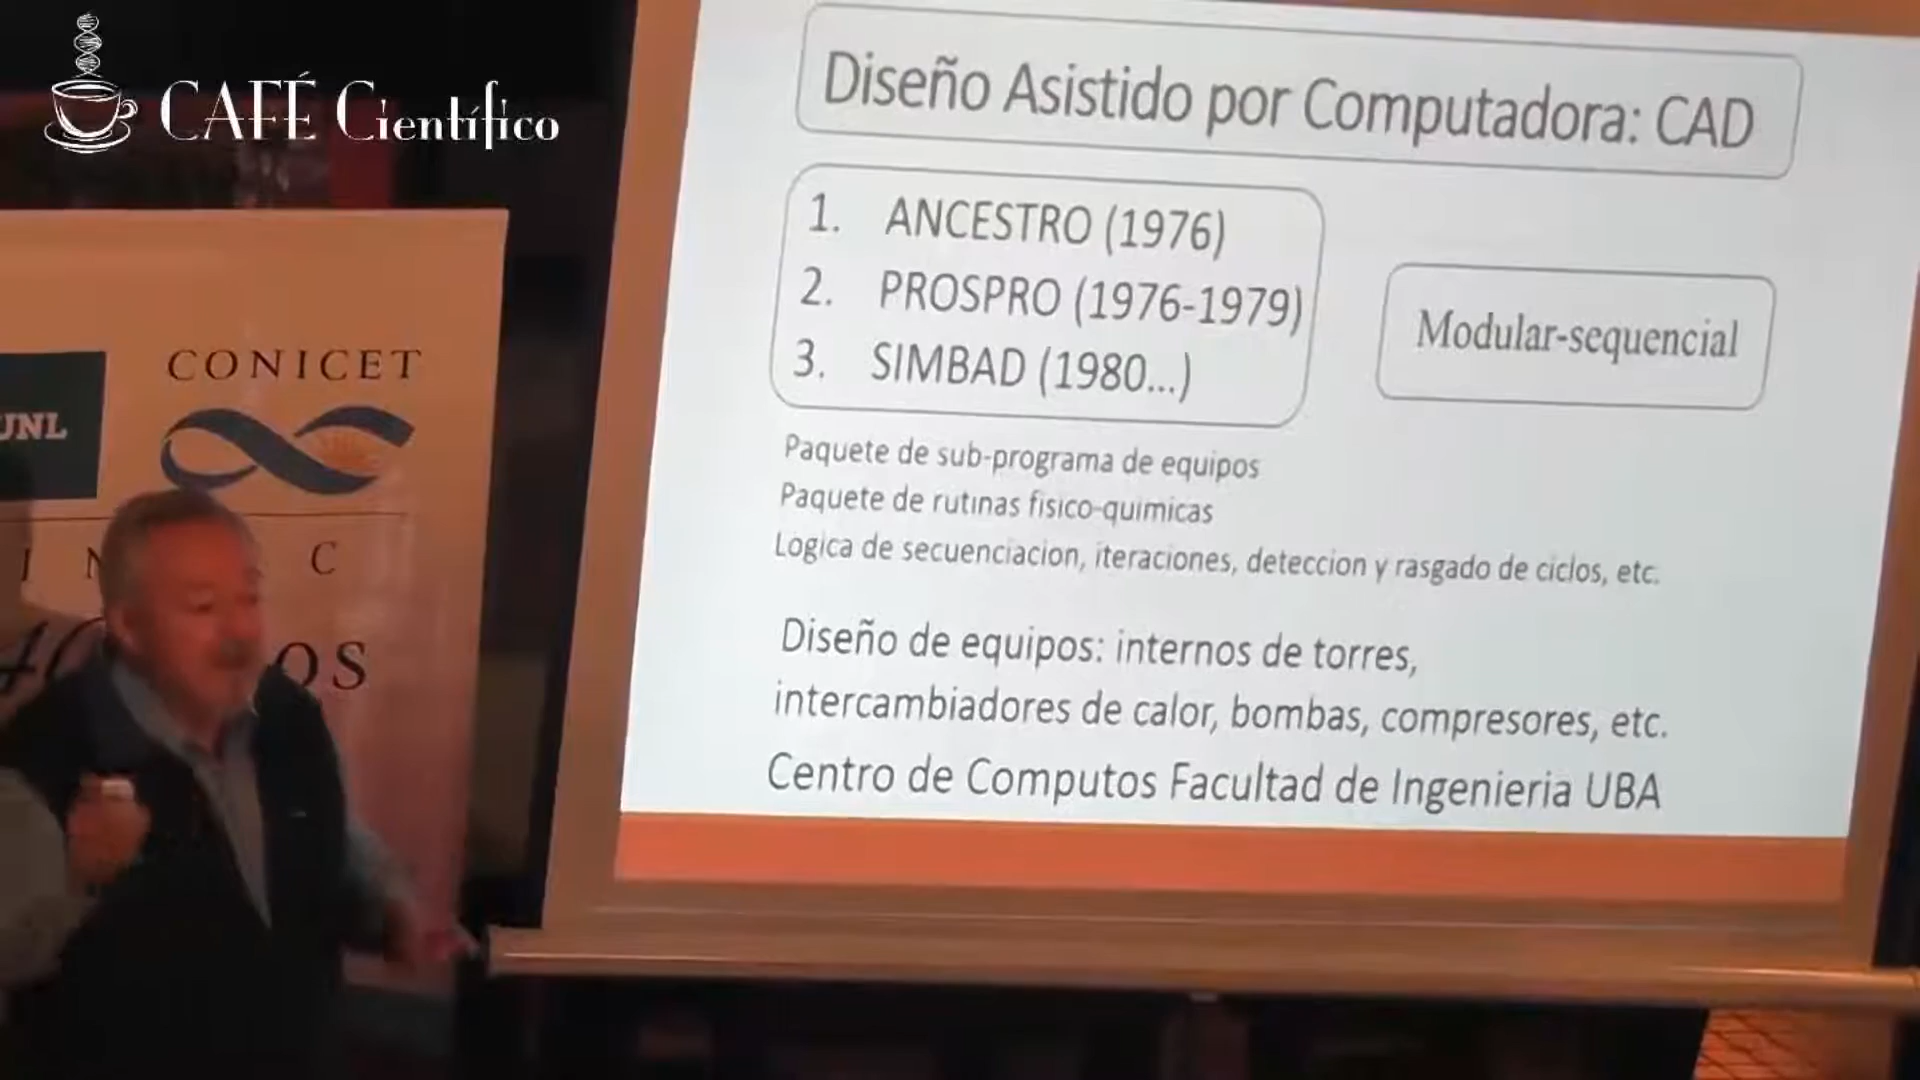 CAFÉ Científico
Diseño Asistido por Computadora: CAD
1. ANCESTRO (1976)
2. PROSPRO (1976-1979)
3. SIMBAD (1980...)
Modular-sequencial
Paquete de sub-programa de equipos
Paquete de rutinas fisico-quimicas
Logica de secuenciacion, iteraciones, deteccion y rasgado de ciclos, etc.
Diseño de equipos: internos de torres,
intercambiadores de calor, bombas, compresores, etc.
Centro de Computos Facultad de Ingenieria UBA
CONICET
UNL